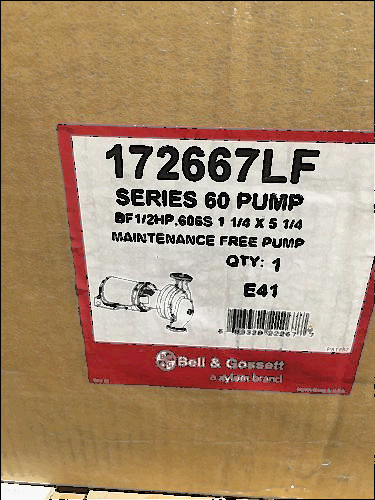 172667LF
SERIES 60 PUMP
BF1/2HP.606S 1 1/4 X 5 1/4
MAINTENANCE FREE PUMP
QTY: 1
E41
Bell & Gossett
a xylem brand